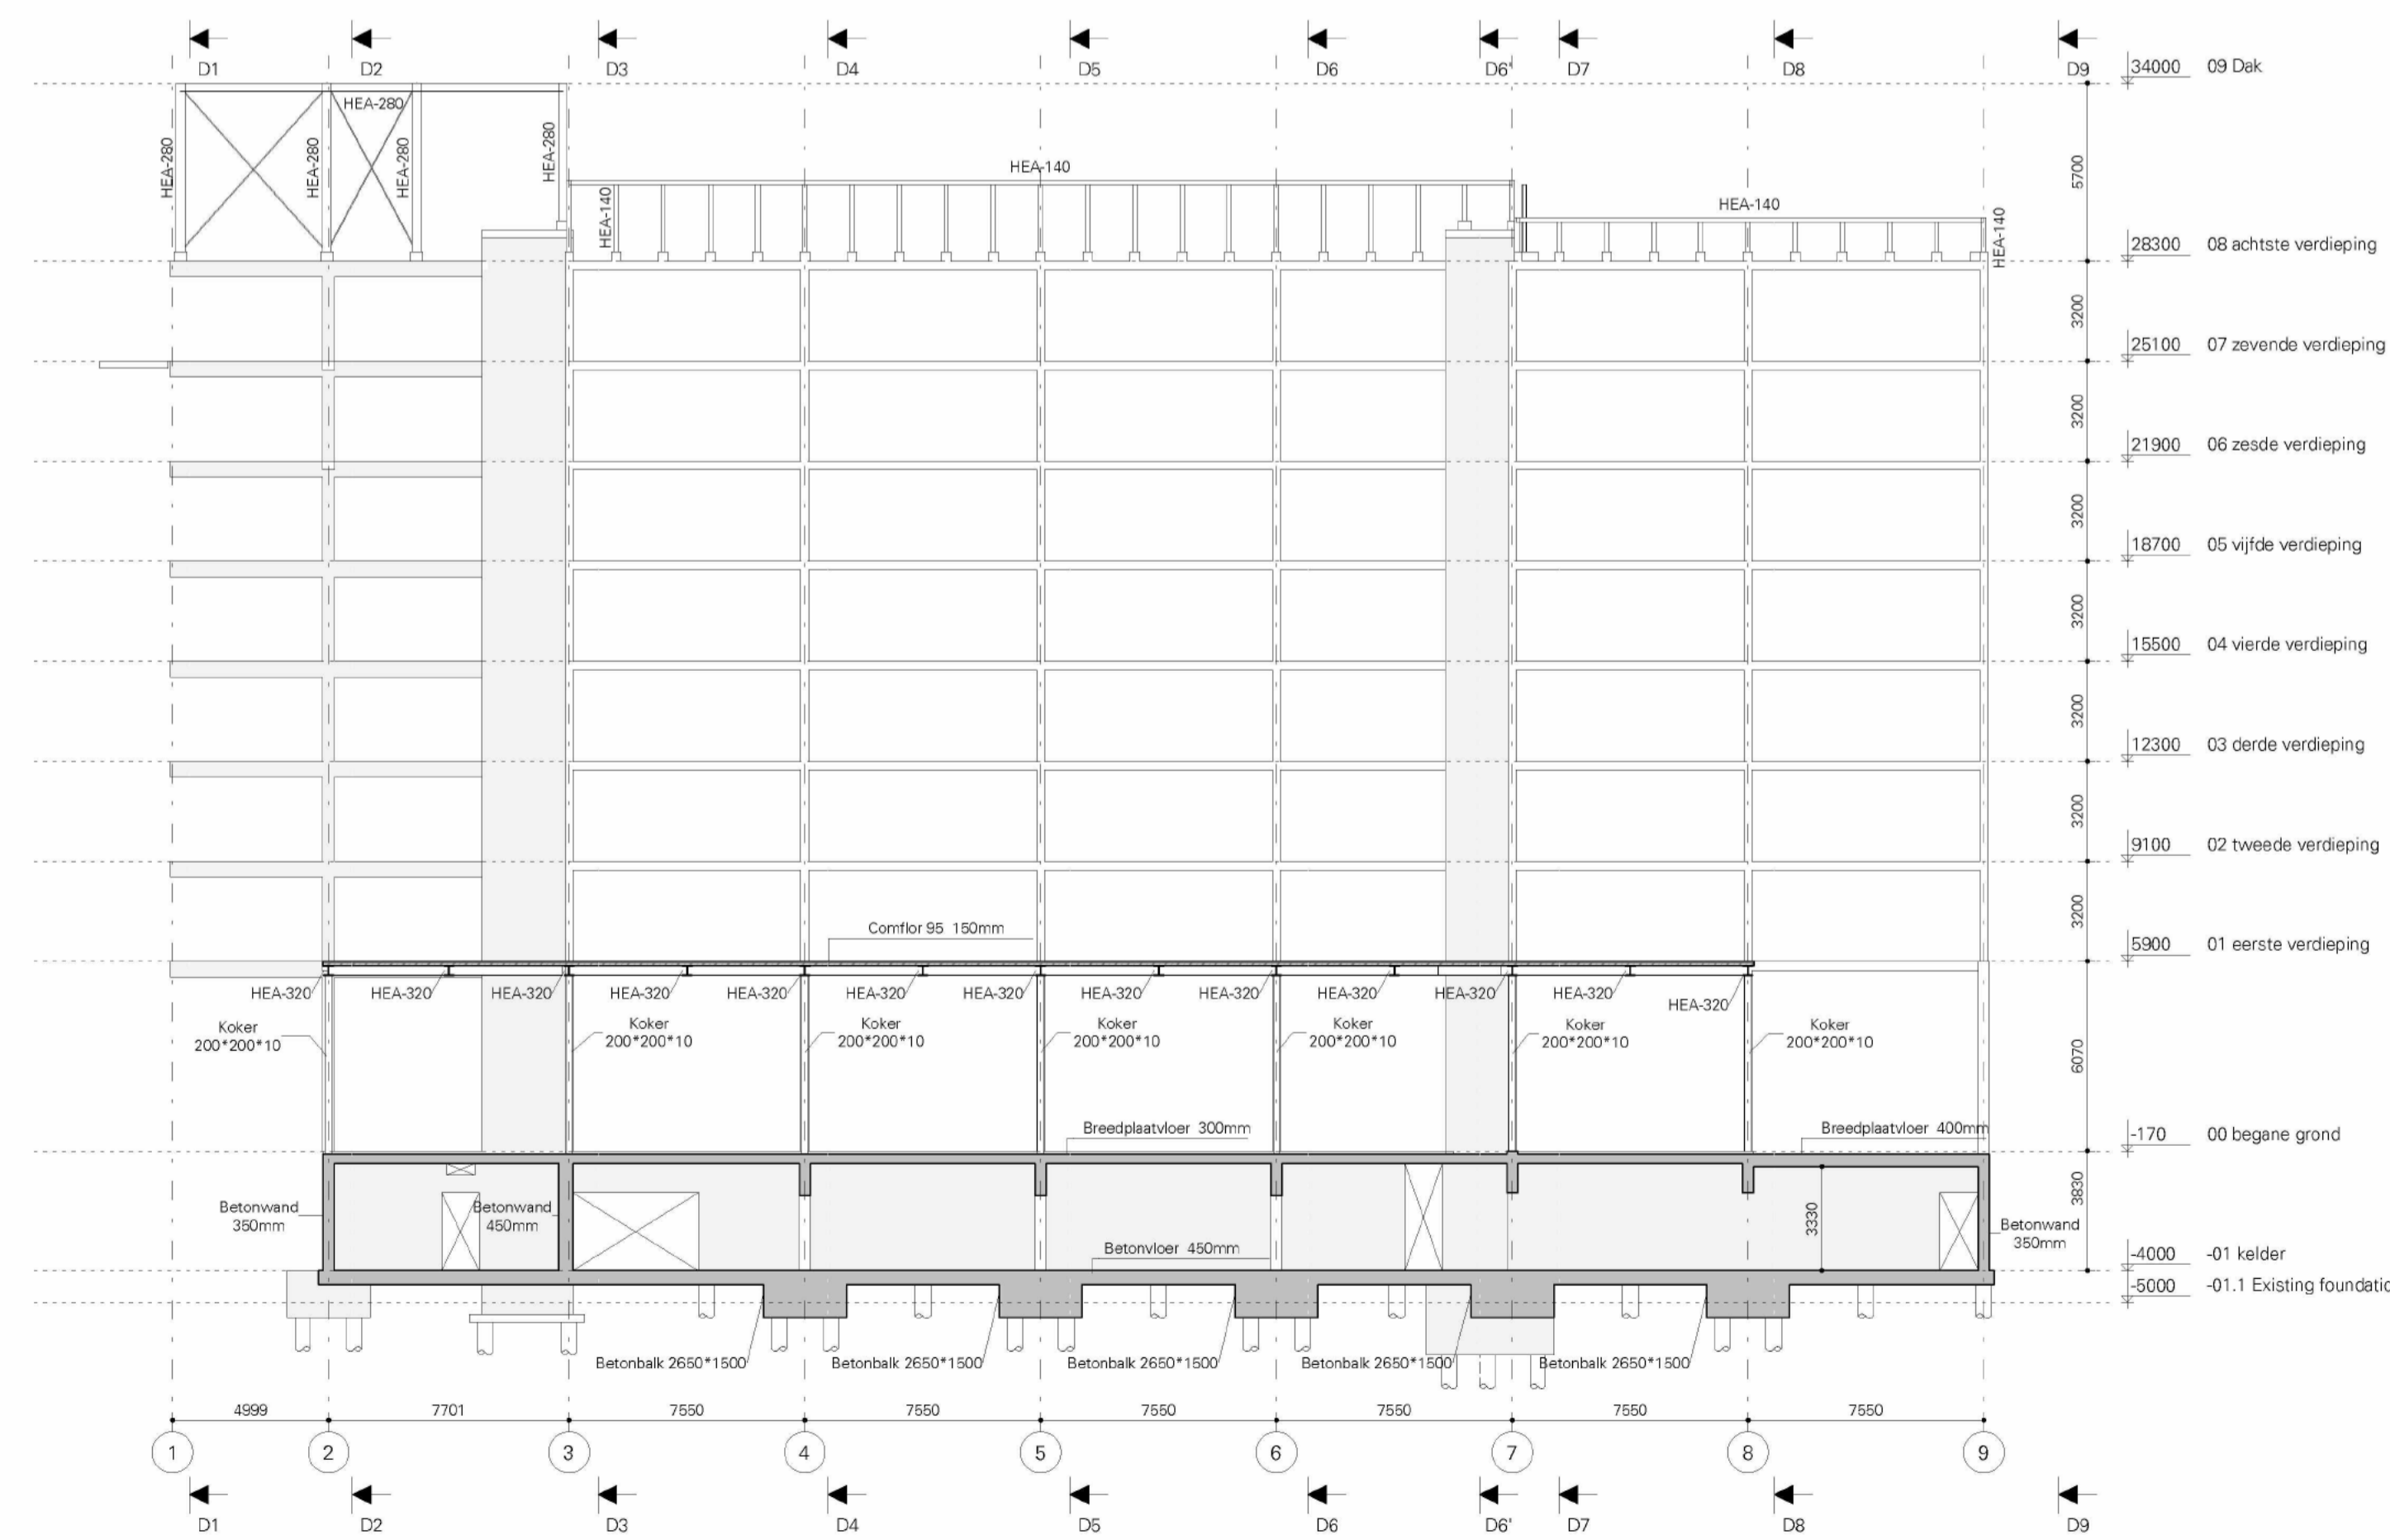 D1 D2 D3 D4 D5 D6 D6' D7 D8 D9
34000 09 Dak
HEA-280
HEA-280
HEA-280
HEA-280
HEA-280
5700
HEA-140
HEA-140
HEA-140
HEA-140
28300 08 achtste verdieping
3200
25100 07 zevende verdieping
3200
21900 06 zesde verdieping
3200
18700 05 vijfde verdieping
3200
15500 04 vierde verdieping
3200
12300 03 derde verdieping
3200
9100 02 tweede verdieping
3200
Comflor 95 150mm
5900 01 eerste verdieping
HEA-320 HEA-320 HEA-320 HEA-320 HEA-320 HEA-320 HEA-320 HEA-320 HEA-320 HEA-320 HEA-320 HEA-320
HEA-320
Koker
200*200*10
Koker
200*200*10
Koker
200*200*10
Koker
200*200*10
Koker
200*200*10
Koker
200*200*10
Koker
200*200*10
6070
Breedplaatvloer 300mm
Breedplaatvloer 400mm
-170 00 begane grond
3830
Betonwand
350mm
Betonwand
450mm
3330
Betonwand
350mm
Betonvloer 450mm
-4000 -01 kelder
-5000 -01.1 Existing foundatic
Betonbalk 2650*1500 Betonbalk 2650*1500 Betonbalk 2650*1500 Betonbalk 2650*1500 Betonbalk 2650*1500
4999 7701 7550 7550 7550 7550 7550 7550
1 2 3 4 5 6 7 8 9
D1 D2 D3 D4 D5 D6 D6' D7 D8 D9